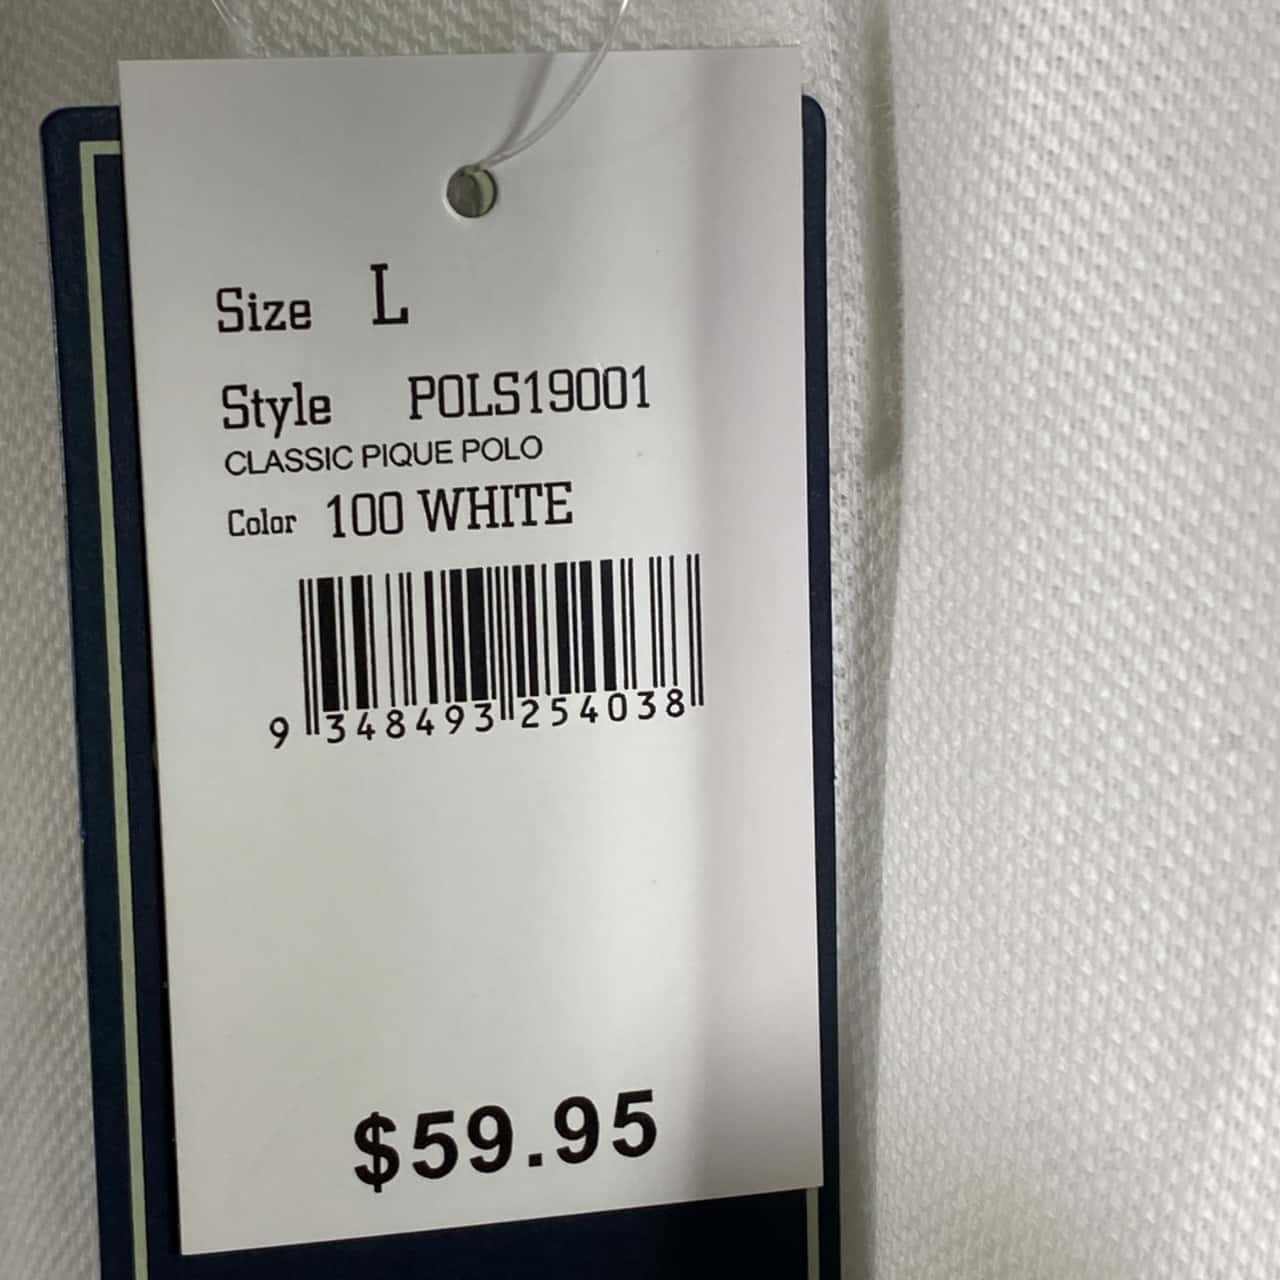 Size L
Style POLS19001
CLASSIC PIQUE POLO
Color 100 WHITE
9 348493 254038
$59.95